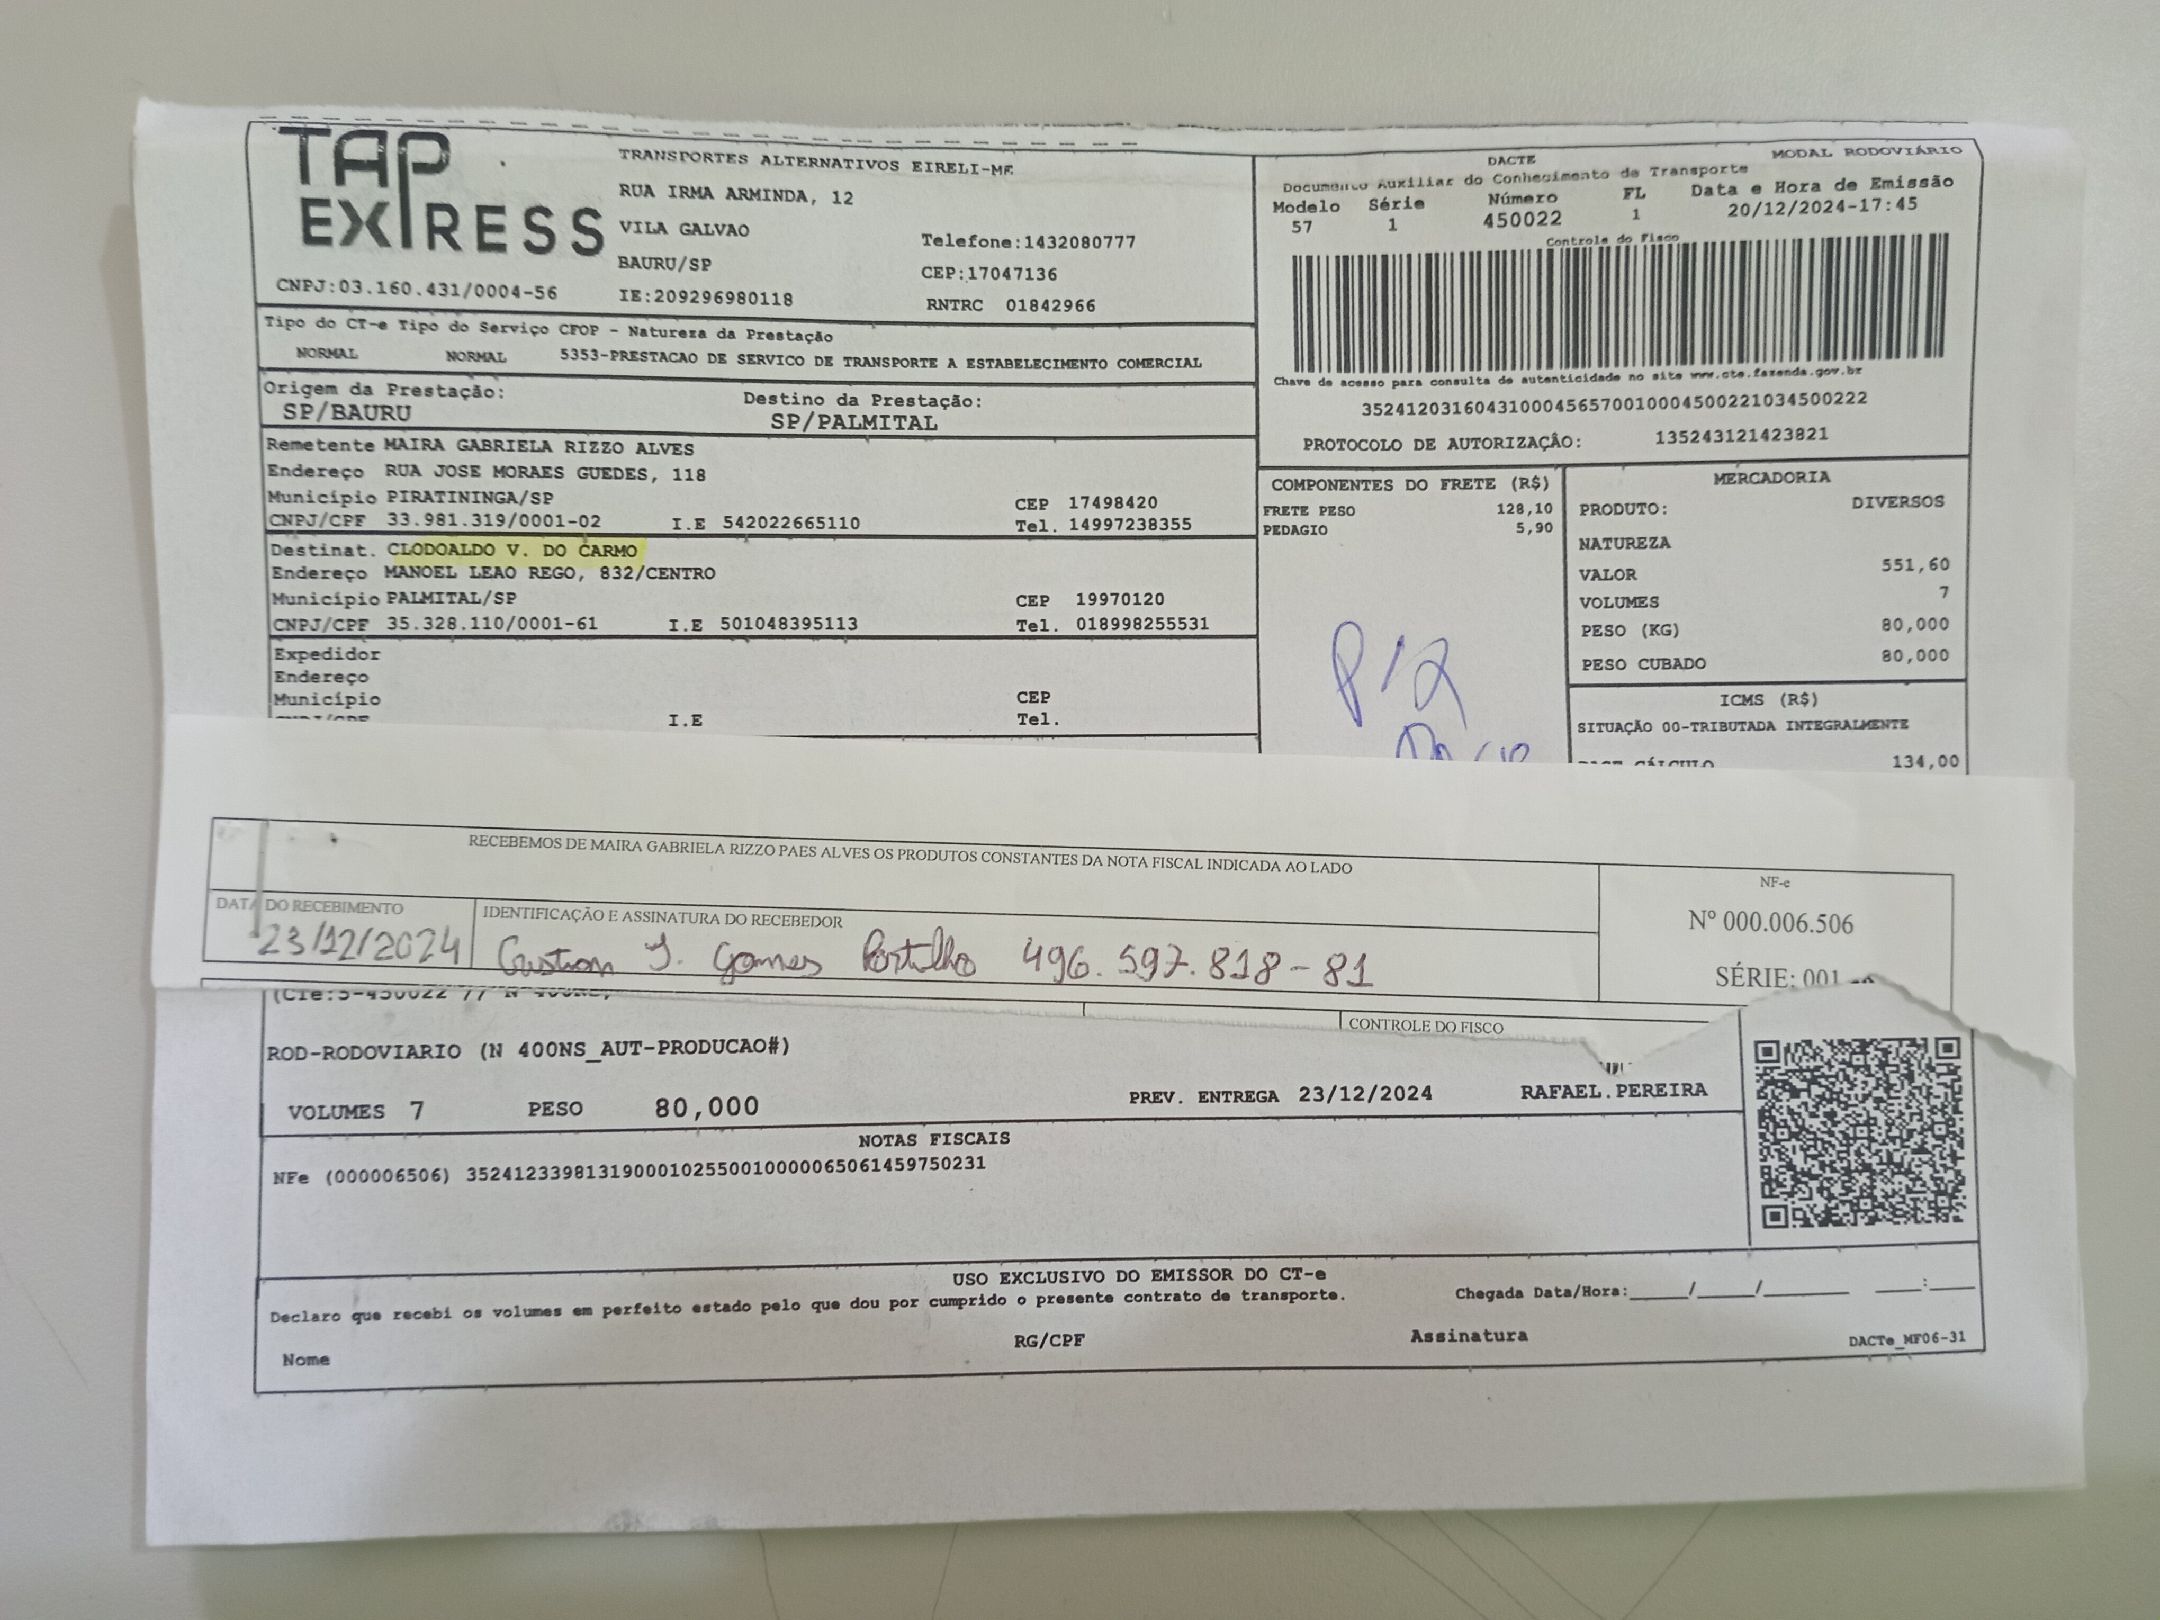 TAP EXPRESS
TRANSPORTES ALTERNATIVOS EIRELI-ME
RUA IRMA ARMINDA, 12
VILA GALVAO
BAURU/SP
IE:209296980118
Telefone:1432080777
CEP:17047136
RNTRC 01842966
CNPJ:03.160.431/0004-56
DACTE
MODAL RODOVIÁRIO
Documento Auxiliar do Conhecimento de Transporte
Modelo Série Número FL Data e Hora de Emissão
57 1 450022 1 20/12/2024-17:45
Controle do Fisco
Chave de acesso para consulta de autenticidade no site www.cte.fazenda.gov.br
35241203160431000456570010004500221034500222
PROTOCOLO DE AUTORIZAÇÃO: 135243121423821
Tipo do CT-e Tipo do Serviço CFOP - Natureza da Prestação
NORMAL NORMAL 5353-PRESTACAO DE SERVICO DE TRANSPORTE A ESTABELECIMENTO COMERCIAL
Origem da Prestação: Destino da Prestação:
SP/BAURU SP/PALMITAL
Remetente MAIRA GABRIELA RIZZO ALVES
Endereço RUA JOSE MORAES GUEDES, 118
Município PIRATININGA/SP CEP 17498420
CNPJ/CPF 33.981.319/0001-02 I.E 542022665110 Tel. 14997238355
Destinat. CLODOALDO V. DO CARMO
Endereço MANOEL LEAO REGO, 832/CENTRO
Município PALMITAL/SP CEP 19970120
CNPJ/CPF 35.328.110/0001-61 I.E 501048395113 Tel. 018998255531
Expedidor
Endereço
Município CEP
CNPJ/CPF I.E Tel.
COMPONENTES DO FRETE (R$)
FRETE PESO 128,10
PEDAGIO 5,90
MERCADORIA
PRODUTO: DIVERSOS
NATUREZA
VALOR 551,60
VOLUMES 7
PESO (KG) 80,000
PESO CUBADO 80,000
ICMS (R$)
SITUAÇÃO 00-TRIBUTADA INTEGRALMENTE
BASE CÁLCULO 134,00
RECEBEMOS DE MAIRA GABRIELA RIZZO PAES ALVES OS PRODUTOS CONSTANTES DA NOTA FISCAL INDICADA AO LADO
DATA DO RECEBIMENTO
23/12/2024
IDENTIFICAÇÃO E ASSINATURA DO RECEBEDOR
J. Gomes Portilho 496.597.818-81
NF-e
Nº 000.006.506
SÉRIE: 001
CONTROLE DO FISCO
ROD-RODOVIARIO (N 400NS_AUT-PRODUCAO#)
VOLUMES 7 PESO 80,000 PREV. ENTREGA 23/12/2024 RAFAEL.PEREIRA
NOTAS FISCAIS
NFe (000006506) 35241233981319000102550010000065061459750231
USO EXCLUSIVO DO EMISSOR DO CT-e
Declaro que recebi os volumes em perfeito estado pelo que dou por cumprido o presente contrato de transporte.
Chegada Data/Hora:_____/_____/________ ____:____
Nome RG/CPF Assinatura DACTe_MF06-31